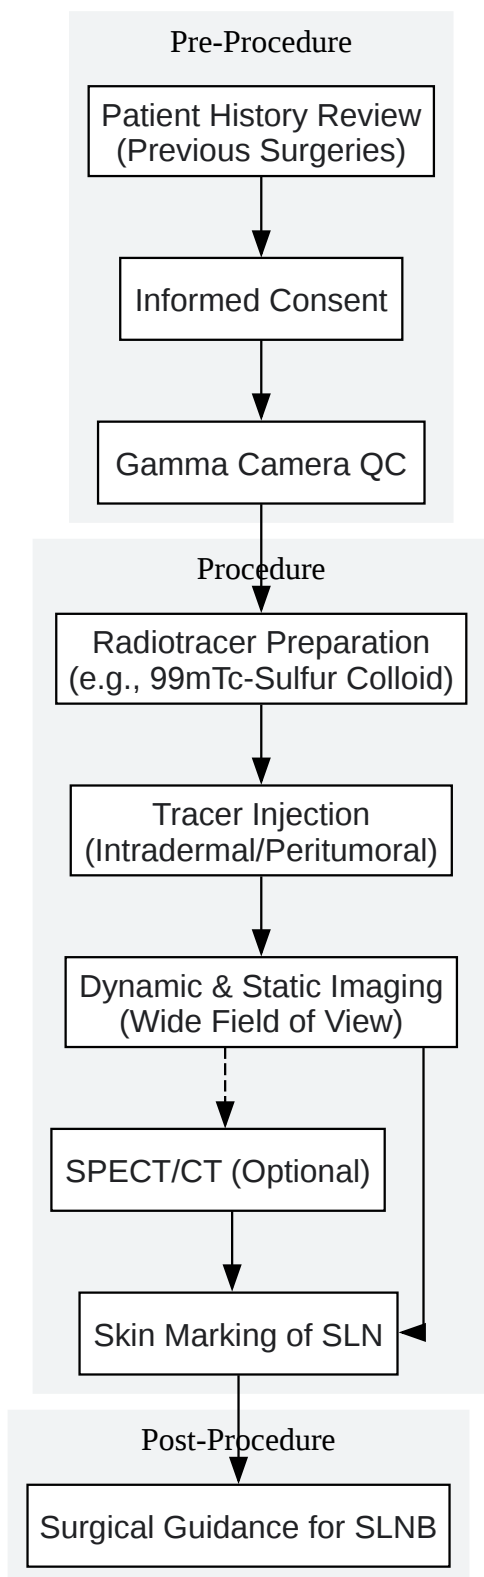 Pre-Procedure
Patient History Review
(Previous Surgeries)
Informed Consent
Gamma Camera QC
Procedure
Radiotracer Preparation
(e.g., 99mTc-Sulfur Colloid)
Tracer Injection
(Intradermal/Peritumoral)
Dynamic & Static Imaging
(Wide Field of View)
SPECT/CT (Optional)
Skin Marking of SLN
Post-Procedure
Surgical Guidance for SLNB